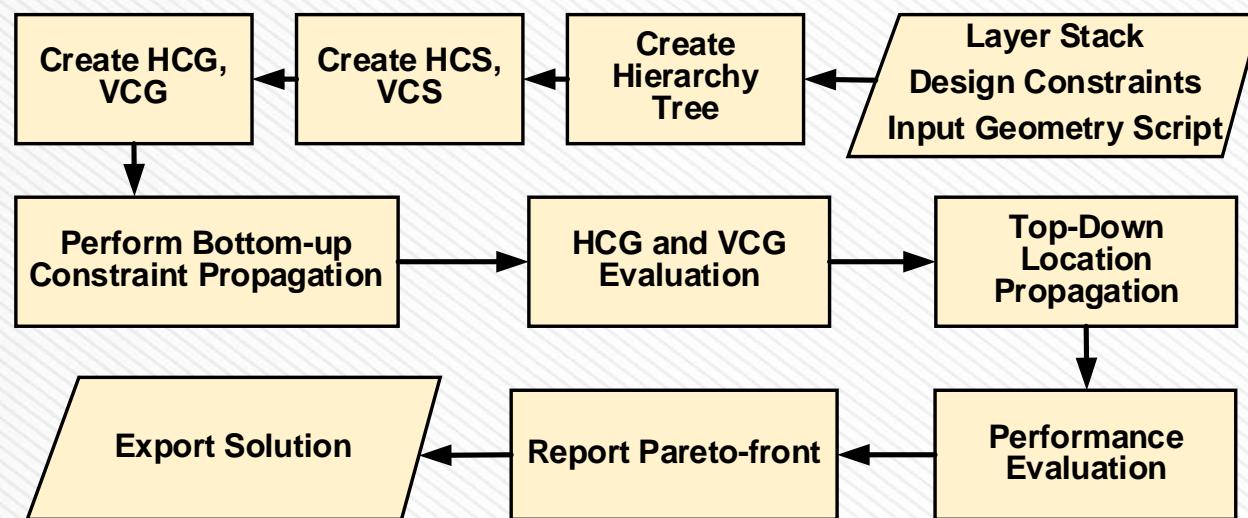 Layer Stack
Design Constraints
Input Geometry Script
Create
Hierarchy
Tree
Create HCS,
VCS
Create HCG,
VCG
Perform Bottom-up
Constraint Propagation
HCG and VCG
Evaluation
Top-Down
Location
Propagation
Performance
Evaluation
Report Pareto-front
Export Solution